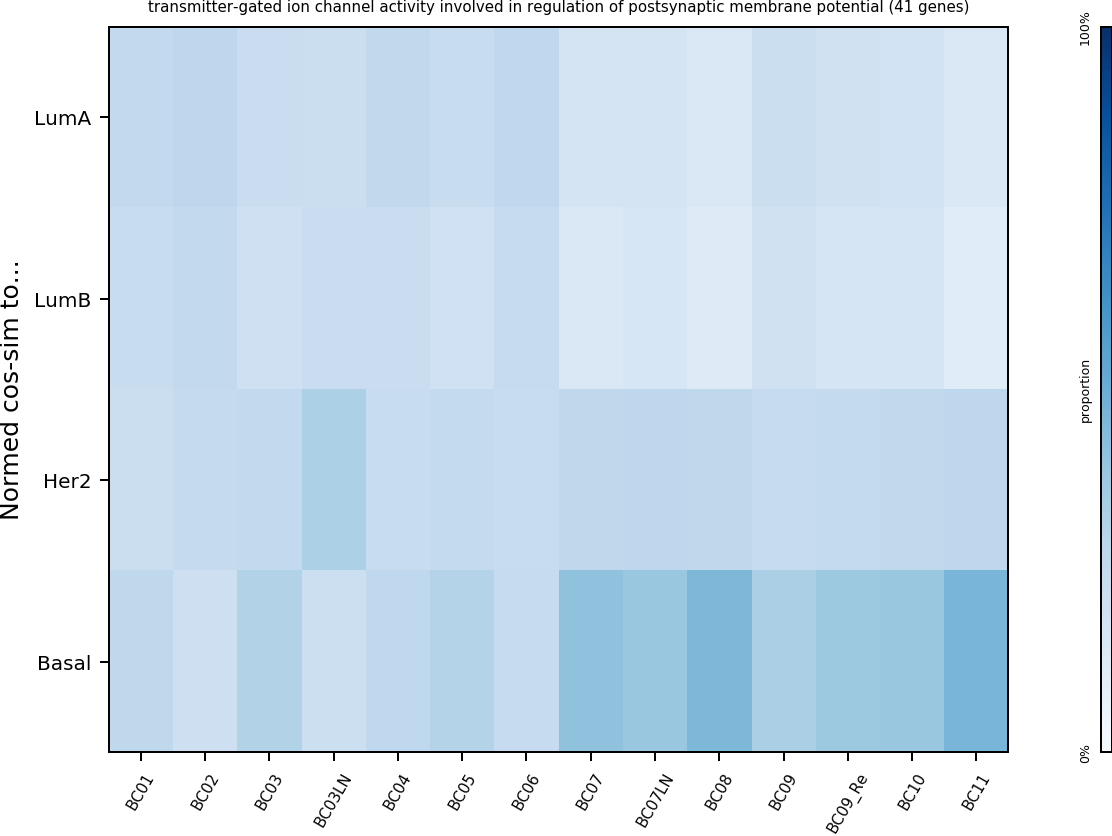 transmitter-gated ion channel activity involved in regulation of postsynaptic membrane potential (41 genes)
Normed cos-sim to...
LumA
LumB
Her2
Basal
BC01
BC02
BC03
BC03LN
BC04
BC05
BC06
BC07
BC07LN
BC08
BC09
BC09_Re
BC10
BC11
100%
proportion
0%